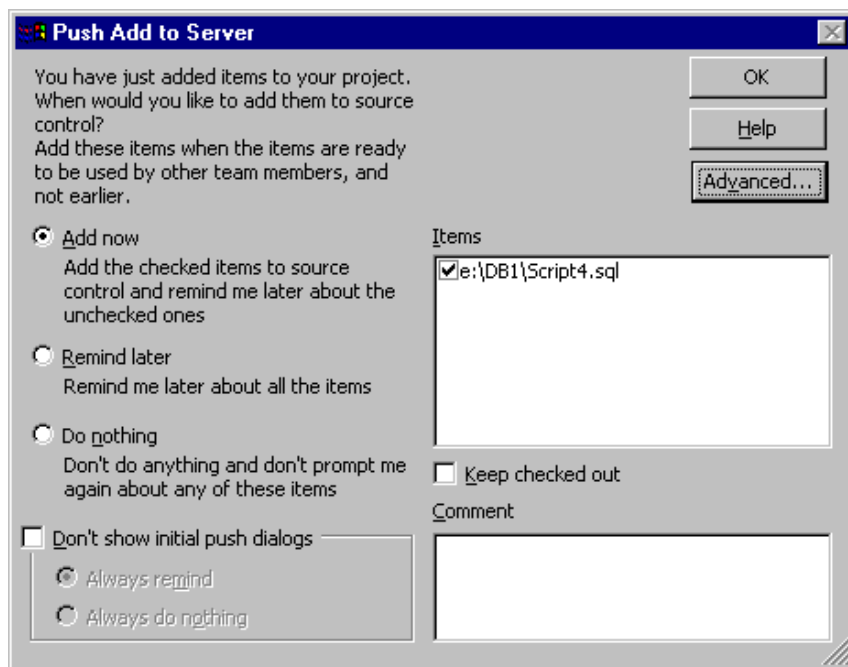 Push Add to Server
You have just added items to your project.
When would you like to add them to source
control?
Add these items when the items are ready
to be used by other team members, and
not earlier.
OK
Help
Advanced...
Add now
Add the checked items to source
control and remind me later about the
unchecked ones
Remind later
Remind me later about all the items
Do nothing
Don't do anything and don't prompt me
again about any of these items
Don't show initial push dialogs
Always remind
Always do nothing
Items
e:\DB1\Script4.sql
Keep checked out
Comment